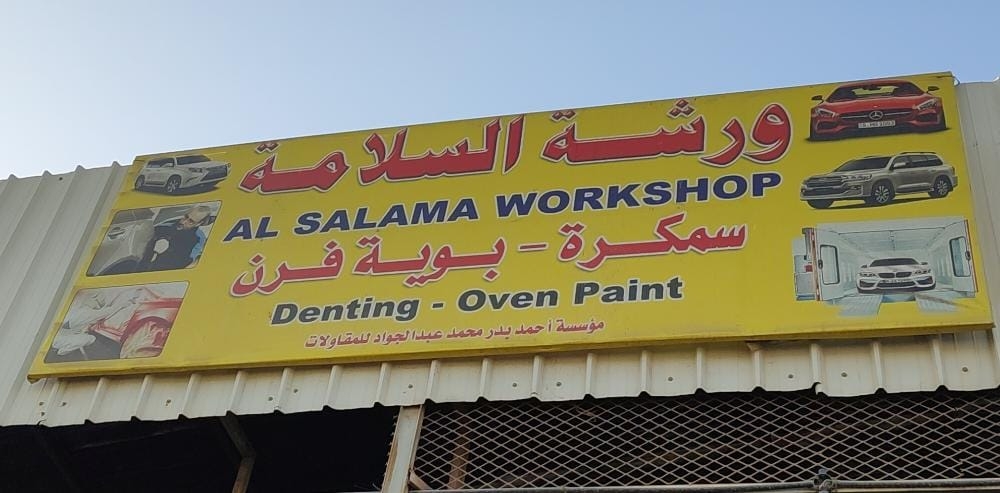 ورشة السلامة
AL SALAMA WORKSHOP
سمكرة - بوية فرن
Denting - Oven Paint
مؤسسة أحمد بدر محمد عبدالجواد للمقاولات